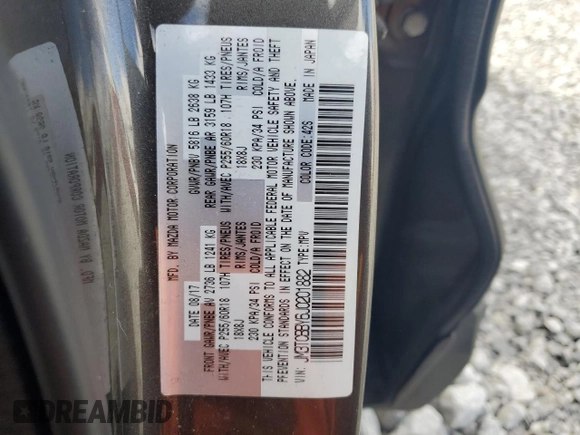 MFD. BY MAZDA MOTOR CORPORATION
DATE 08/17 GVWR/PNBV 5816 LB 2638 KG
FRONT GAWR/PNBE AV 2736 LB 1241 KG REAR GAWR/PNBE AR 3159 LB 1433 KG
WITH/AVEC P255/60R18 107H TIRES/PNEUS WITH/AVEC P255/60R18 107H TIRES/PNEUS
18X8J RIMS/JANTES 18X8J RIMS/JANTES
230 KPA/34 PSI COLD/A FROID 230 KPA/34 PSI COLD/A FROID
THIS VEHICLE CONFORMS TO ALL APPLICABLE FEDERAL MOTOR VEHICLE SAFETY AND THEFT
PREVENTION STANDARDS IN EFFECT ON THE DATE OF MANUFACTURE SHOWN ABOVE.
VIN: JM3TCBBY6J0201882 TYPE:MPV COLOR CODE:42S MADE IN JAPAN
DREAMBID